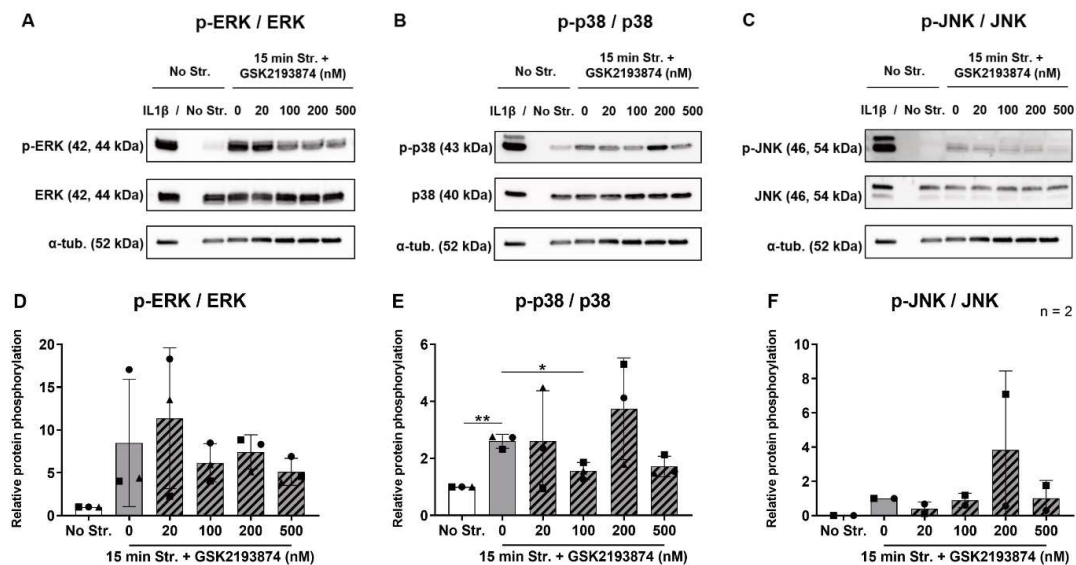 A
p-ERK / ERK
15 min Str. +
GSK2193874 (nM)
No Str.
IL1β / No Str. 0 20 100 200 500
p-ERK (42, 44 kDa)
ERK (42, 44 kDa)
α-tub. (52 kDa)
B
p-p38 / p38
15 min Str. +
GSK2193874 (nM)
No Str.
IL1β / No Str. 0 20 100 200 500
p-p38 (43 kDa)
p38 (40 kDa)
α-tub. (52 kDa)
C
p-JNK / JNK
15 min Str. +
GSK2193874 (nM)
No Str.
IL1β / No Str. 0 20 100 200 500
p-JNK (46, 54 kDa)
JNK (46, 54 kDa)
α-tub. (52 kDa)
D
p-ERK / ERK
Relative protein phosphorylation
20
15
10
5
0
No Str. 0 20 100 200 500
15 min Str. + GSK2193874 (nM)
E
p-p38 / p38
Relative protein phosphorylation
6
4
2
0
**
*
No Str. 0 20 100 200 500
15 min Str. + GSK2193874 (nM)
F
p-JNK / JNK
n = 2
Relative protein phosphorylation
10
8
6
4
2
0
No Str. 0 20 100 200 500
15 min Str. + GSK2193874 (nM)